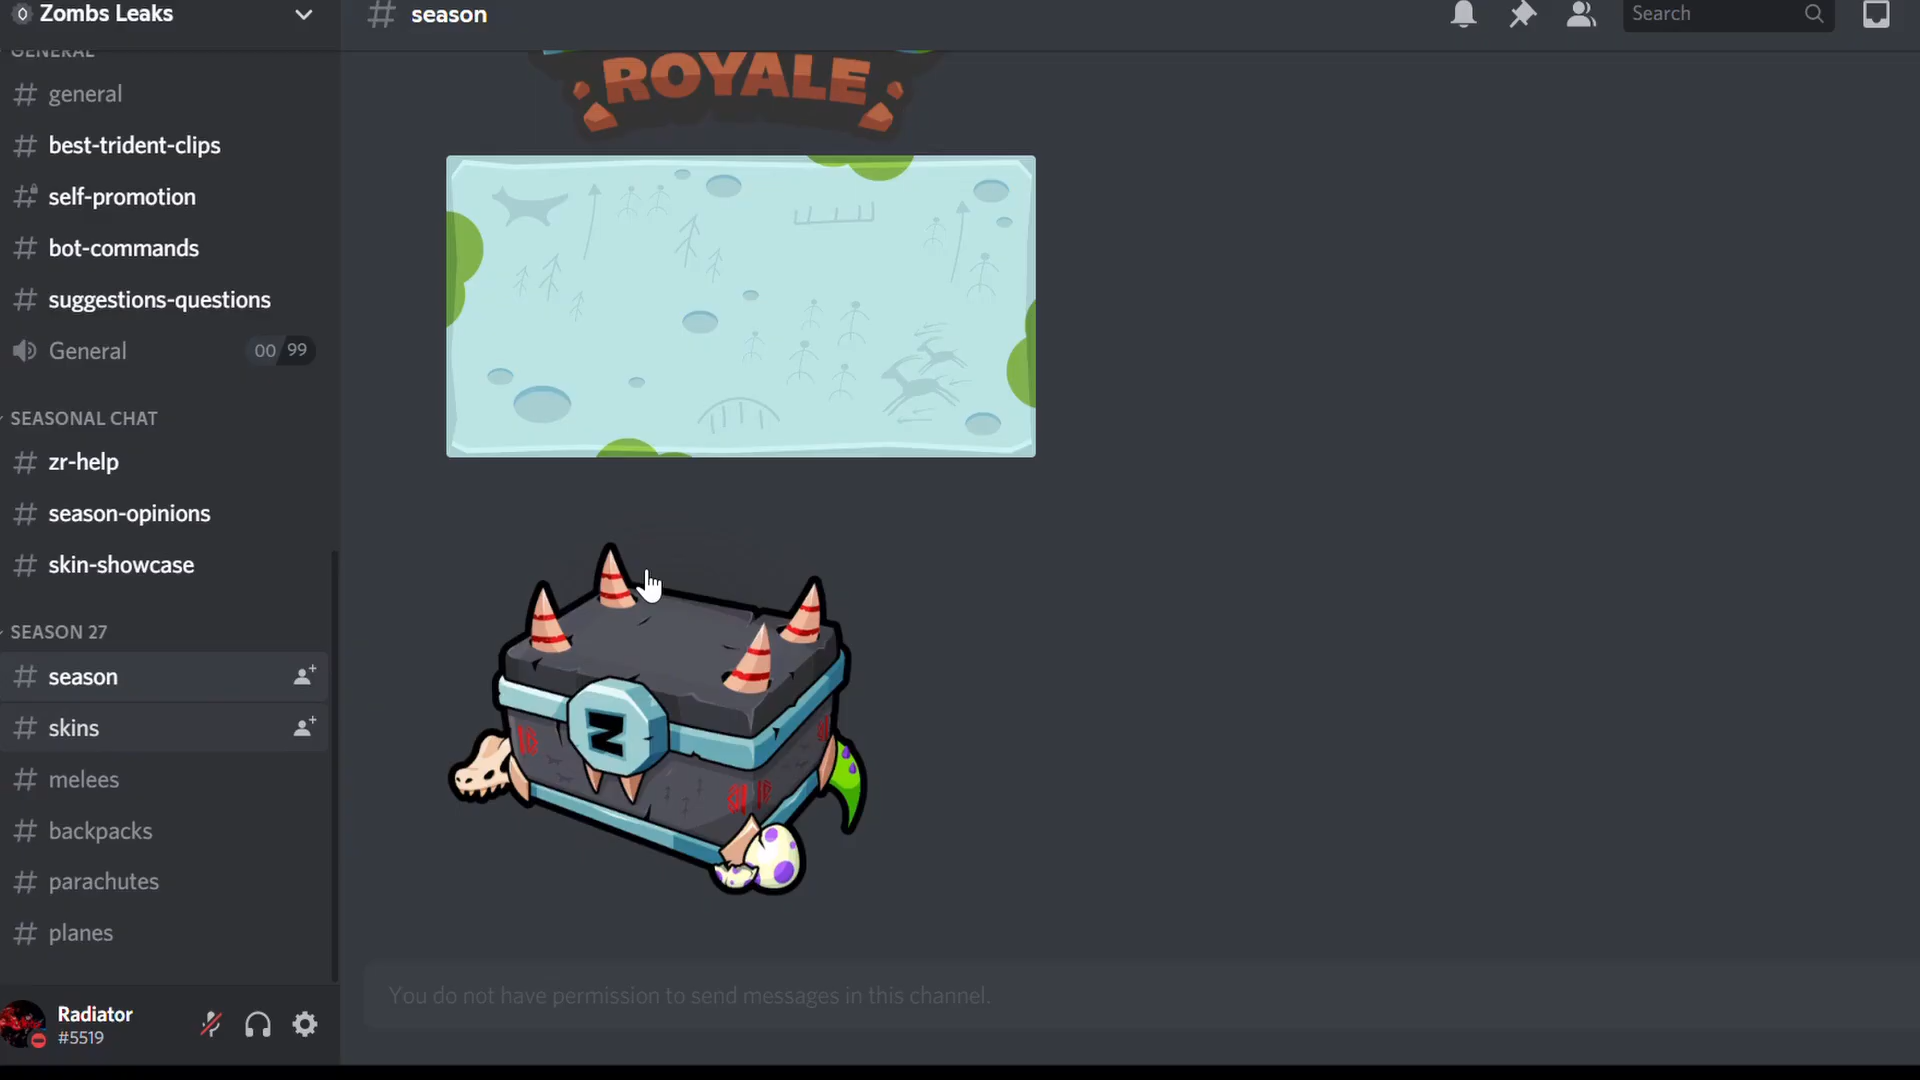 Zombs Leaks
GENERAL
general
best-trident-clips
self-promotion
bot-commands
suggestions-questions
General 00 99
SEASONAL CHAT
zr-help
season-opinions
skin-showcase
SEASON 27
season
skins
melees
backpacks
parachutes
planes
Radiator
#5519
# season
Search
ROYALE
Z
You do not have permission to send messages in this channel.